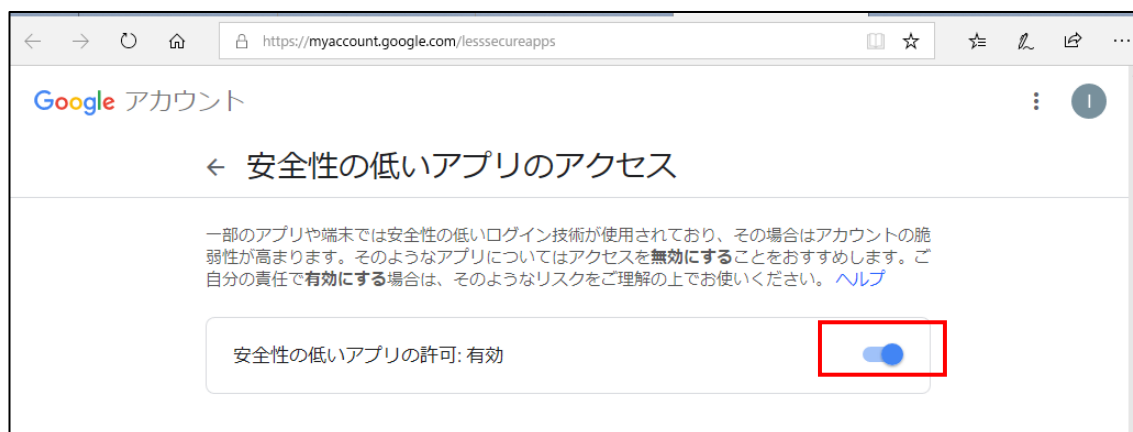 https://myaccount.google.com/lesssecureapps
Google アカウント
I
安全性の低いアプリのアクセス
一部のアプリや端末では安全性の低いログイン技術が使用されており、その場合はアカウントの脆
弱性が高まります。そのようなアプリについてはアクセスを無効にすることをおすすめします。ご
自分の責任で有効にする場合は、そのようなリスクをご理解の上でお使いください。 ヘルプ
安全性の低いアプリの許可: 有効